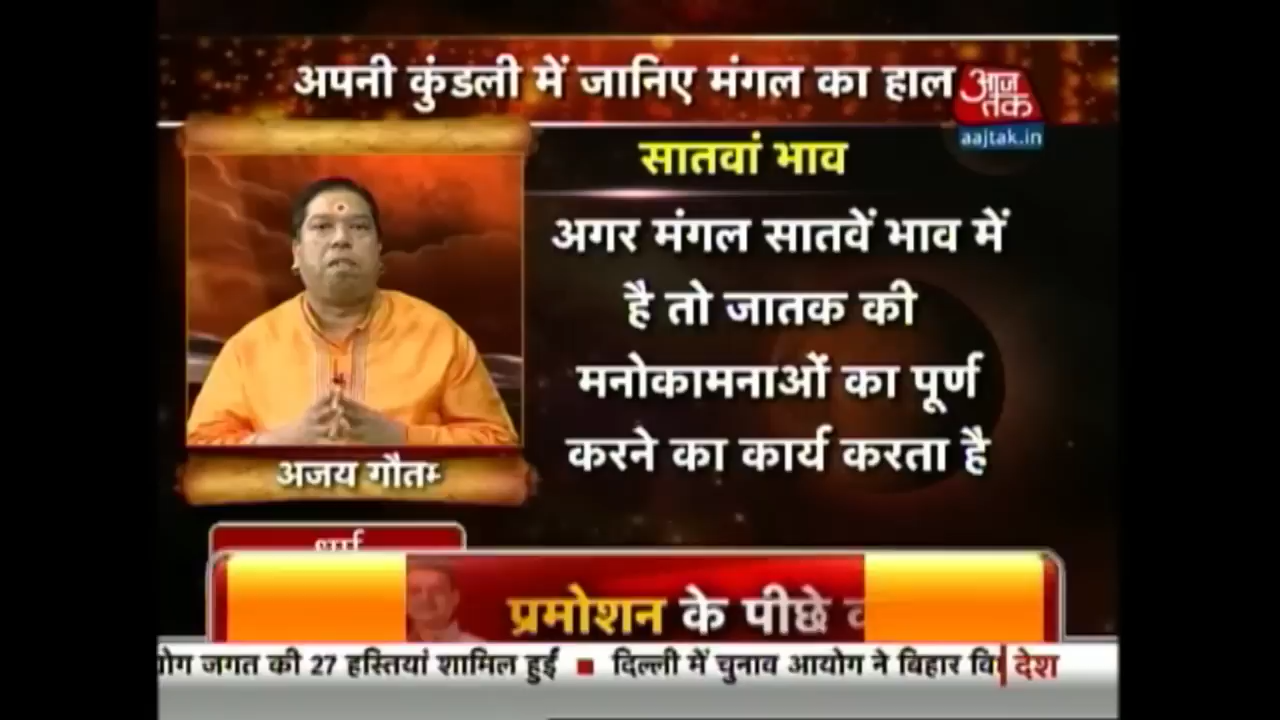 अपनी कुंडली में जानिए मंगल का हाल
आज
तक
aajtak.in
सातवां भाव
अगर मंगल सातवें भाव में
है तो जातक की
मनोकामनाओं का पूर्ण
करने का कार्य करता है
अजय गौतम
धर्म
प्रमोशन के पीछे
जगत की 27 हस्तियां शामिल हुईं ■ दिल्ली में चुनाव आयोग ने बिहार
देश